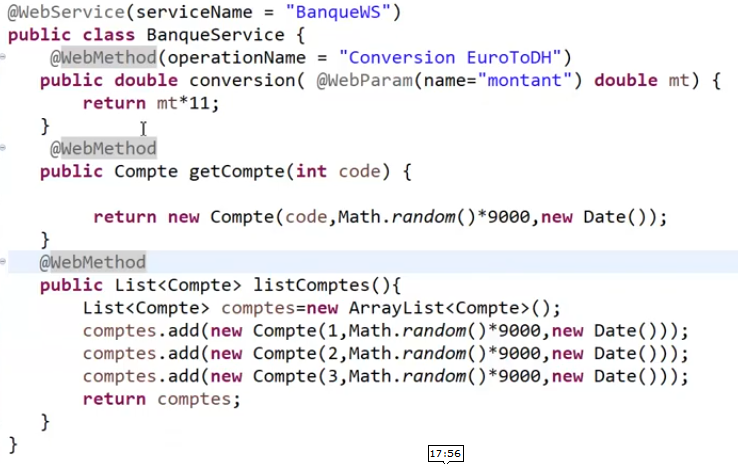 @WebService(serviceName = "BanqueWS")
public class BanqueService {
@WebMethod(operationName = "Conversion EuroToDH")
public double conversion( @WebParam(name="montant") double mt) {
return mt*11;
}
@WebMethod
public Compte getCompte(int code) {
return new Compte(code,Math.random()*9000,new Date());
}
@WebMethod
public List<Compte> listComptes(){
List<Compte> comptes=new ArrayList<Compte>();
comptes.add(new Compte(1,Math.random()*9000,new Date()));
comptes.add(new Compte(2,Math.random()*9000,new Date()));
comptes.add(new Compte(3,Math.random()*9000,new Date()));
return comptes;
}
}
17:56